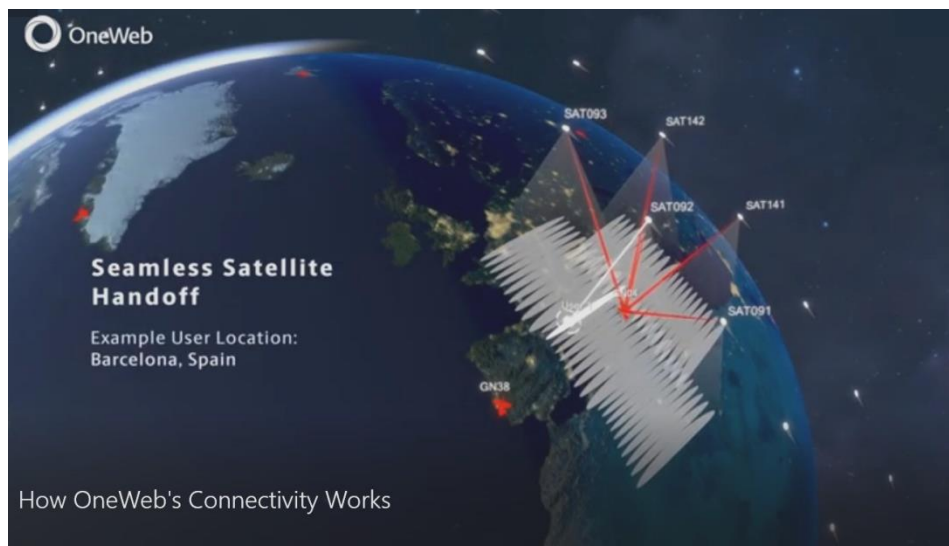 OneWeb
SAT093
SAT142
SAT092
SAT141
Seamless Satellite
Handoff
Example User Location:
Barcelona, Spain
SAT091
GN38
How OneWeb's Connectivity Works